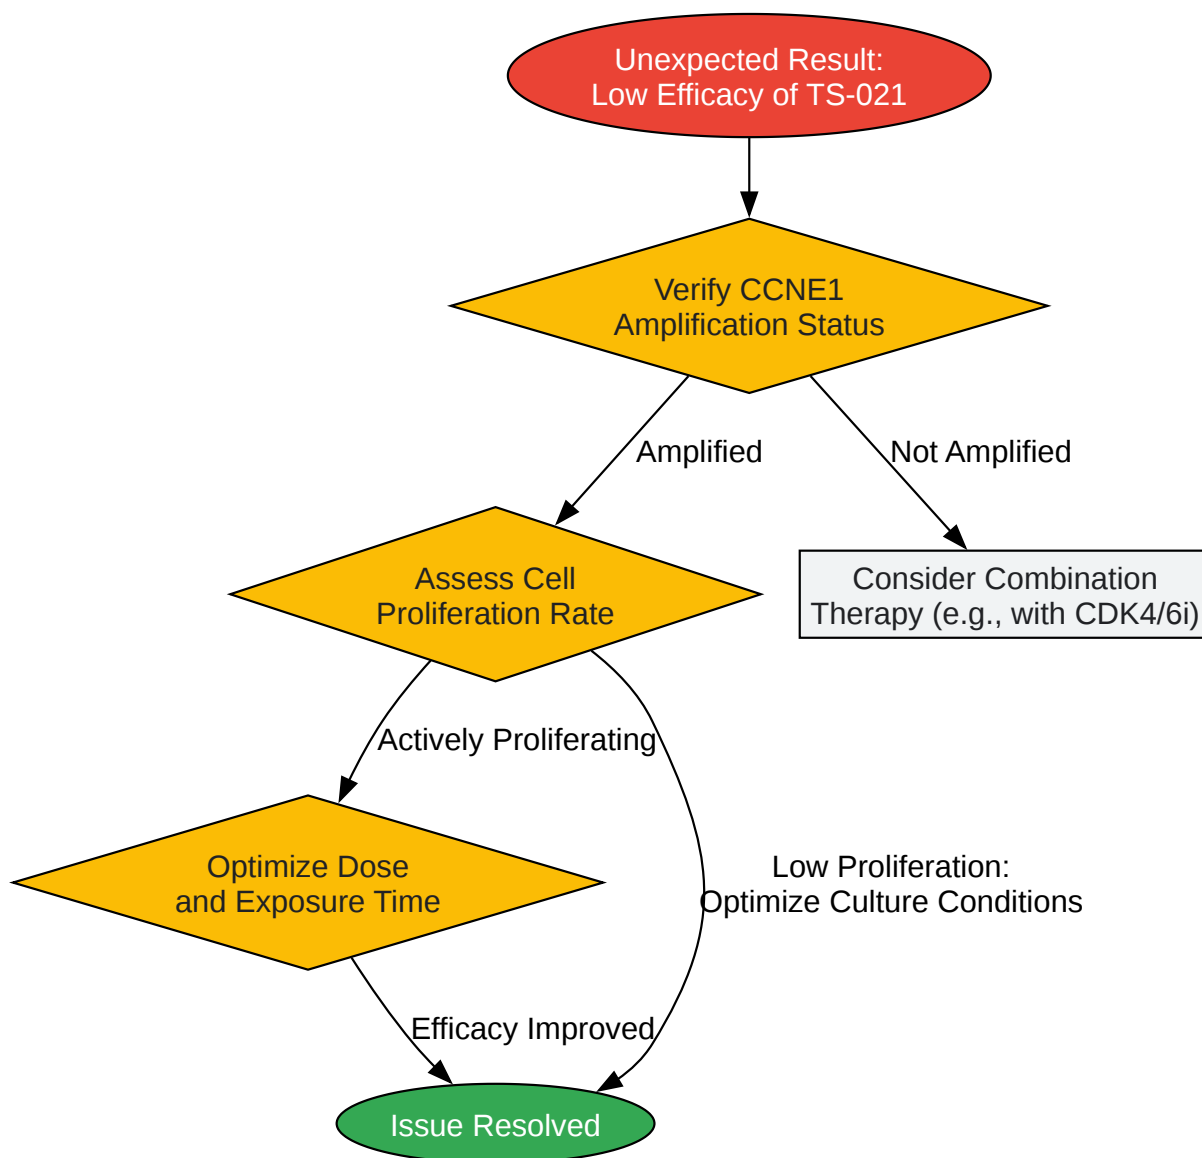 Unexpected Result:
Low Efficacy of TS-021
Verify CCNE1
Amplification Status
Amplified
Not Amplified
Assess Cell
Proliferation Rate
Consider Combination
Therapy (e.g., with CDK4/6i)
Actively Proliferating
Optimize Dose
and Exposure Time
Low Proliferation:
Optimize Culture Conditions
Efficacy Improved
Issue Resolved